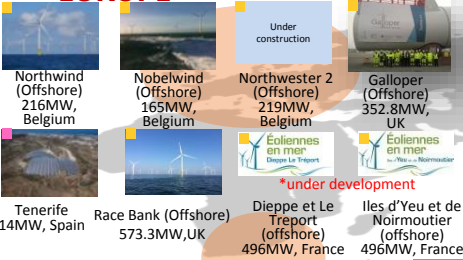 EUROPE
Under
construction
Galloper
Northwind
(Offshore)
216MW,
Belgium
Nobelwind
(Offshore)
165MW,
Belgium
Northwester 2
(Offshore)
219MW,
Belgium
Galloper
(Offshore)
352.8MW,
UK
Éoliennes
en mer
Dieppe Le Tréport
Éoliennes
en mer
Îles d'Yeu et de Noirmoutier
*under development
Tenerife
14MW, Spain
Race Bank (Offshore)
573.3MW,UK
Dieppe et Le
Treport
(offshore)
496MW, France
Iles d'Yeu et de
Noirmoutier
(offshore)
496MW, France